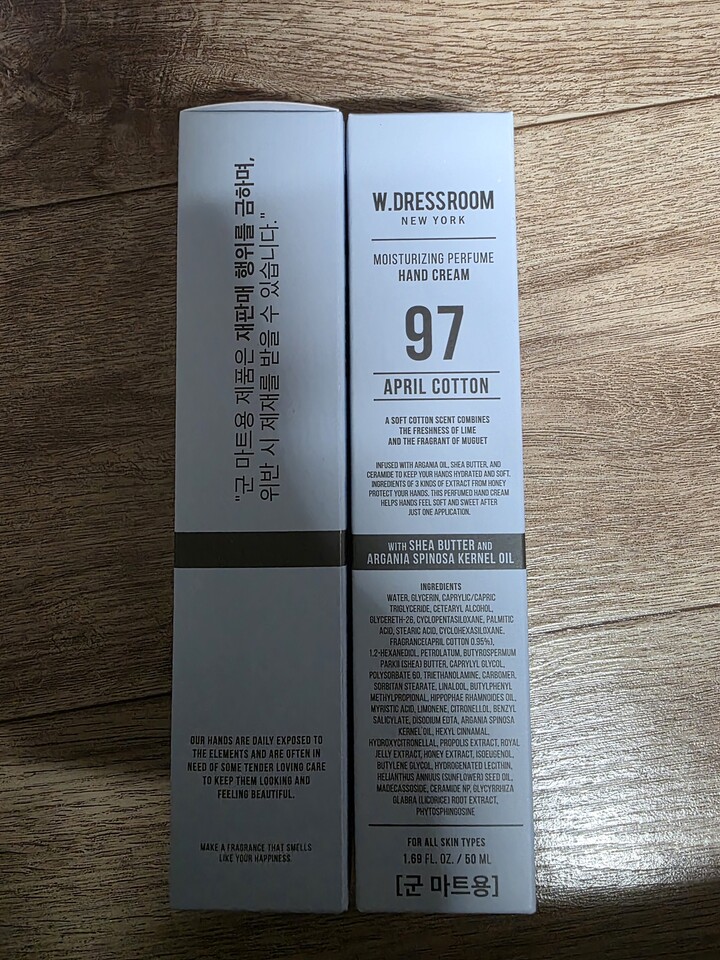 "군 마트용 제품은 재판매 행위를 금하며,
위반 시 제재를 받을 수 있습니다."
OUR HANDS ARE DAILY EXPOSED TO
THE ELEMENTS AND ARE OFTEN IN
NEED OF SOME TENDER LOVING CARE
TO KEEP THEM LOOKING AND
FEELING BEAUTIFUL.
MAKE A FRAGRANCE THAT SMELLS
LIKE YOUR HAPPINESS.
W.DRESSROOM
NEW YORK
MOISTURIZING PERFUME
HAND CREAM
97
APRIL COTTON
A SOFT COTTON SCENT COMBINES
THE FRESHNESS OF LIME
AND THE FRAGRANT OF MUGUET
INFUSED WITH ARGANIA OIL, SHEA BUTTER, AND
CERAMIDE TO KEEP YOUR HANDS HYDRATED AND SOFT.
INGREDIENTS OF 3 KINDS OF EXTRACT FROM HONEY
PROTECT YOUR HANDS. THIS PERFUMED HAND CREAM
HELPS HANDS FEEL SOFT AND SWEET AFTER
JUST ONE APPLICATION.
WITH SHEA BUTTER AND
ARGANIA SPINOSA KERNEL OIL
INGREDIENTS
WATER, GLYCERIN, CAPRYLIC/CAPRIC
TRIGLYCERIDE, CETEARYL ALCOHOL,
GLYCERETH-26, CYCLOPENTASILOXANE, PALMITIC
ACID, STEARIC ACID, CYCLOHEXASILOXANE,
FRAGRANCE(APRIL COTTON 0.95%),
1,2-HEXANEDIOL, PETROLATUM, BUTYROSPERMUM
PARKII (SHEA) BUTTER, CAPRYLYL GLYCOL,
POLYSORBATE 60, TRIETHANOLAMINE, CARBOMER,
SORBITAN STEARATE, LINALOOL, BUTYLPHENYL
METHYLPROPIONAL, HIPPOPHAE RHAMNOIDES OIL,
MYRISTIC ACID, LIMONENE, CITRONELLOL, BENZYL
SALICYLATE, DISODIUM EDTA, ARGANIA SPINOSA
KERNEL OIL, HEXYL CINNAMAL,
HYDROXYCITRONELLAL, PROPOLIS EXTRACT, ROYAL
JELLY EXTRACT, HONEY EXTRACT, ISOEUGENOL,
BUTYLENE GLYCOL, HYDROGENATED LECITHIN,
HELIANTHUS ANNUUS (SUNFLOWER) SEED OIL,
MADECASSOSIDE, CERAMIDE NP, GLYCYRRHIZA
GLABRA (LICORICE) ROOT EXTRACT,
PHYTOSPHINGOSINE
FOR ALL SKIN TYPES
1.69 FL. OZ. / 50 ML
[군 마트용]